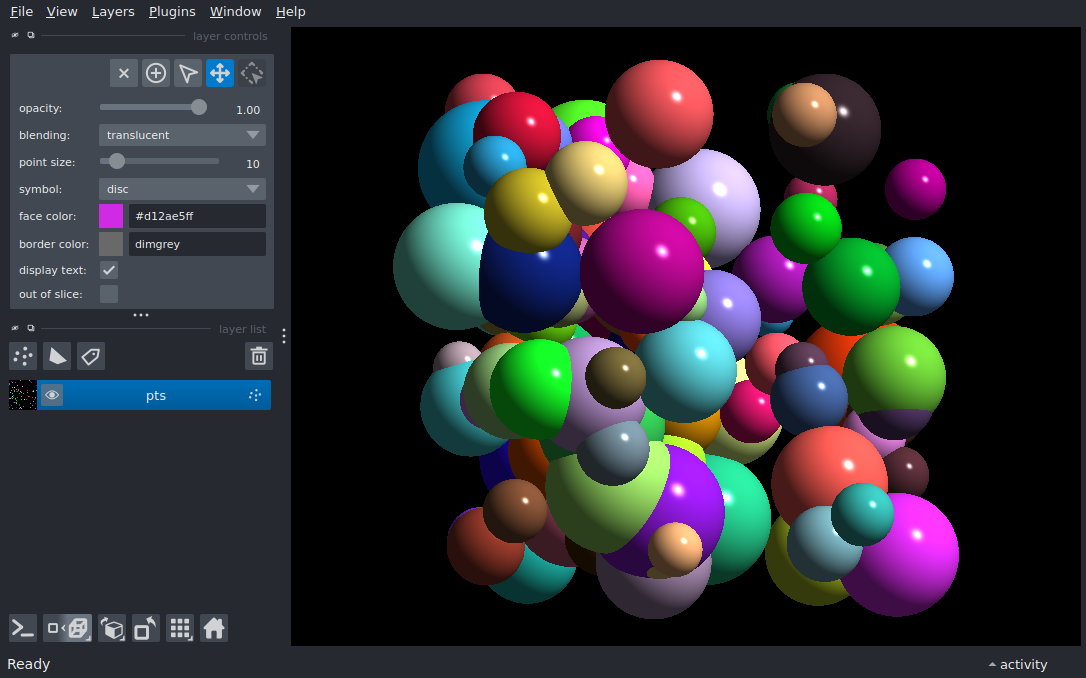 File View Layers Plugins Window Help
layer controls
opacity: 1.00
blending: translucent
point size: 10
symbol: disc
face color: #d12ae5ff
border color: dimgrey
display text:
out of slice:
layer list
pts
Ready activity